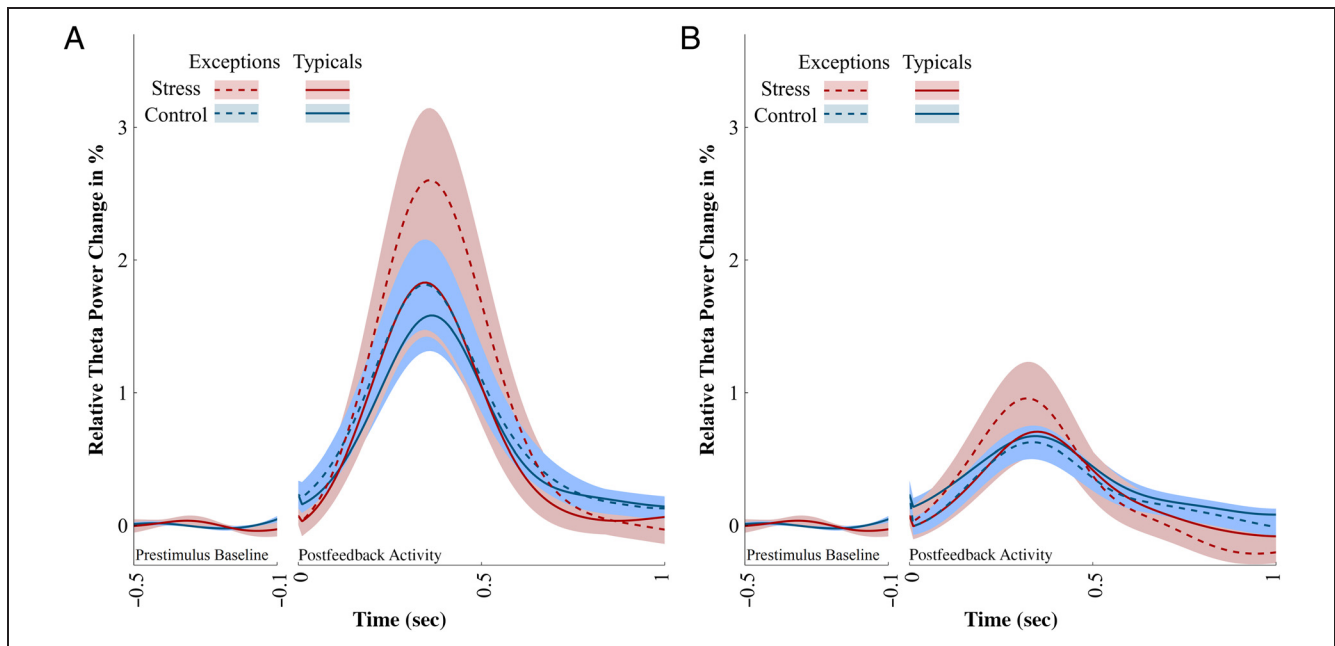 A
Exceptions Typicals
Stress
Control
Relative Theta Power Change in %
3
2
1
0
Prestimulus Baseline
Postfeedback Activity
−0.5
−0.1
0
0.5
1
Time (sec)
B
Exceptions Typicals
Stress
Control
Relative Theta Power Change in %
3
2
1
0
Prestimulus Baseline
Postfeedback Activity
−0.5
−0.1
0
0.5
1
Time (sec)